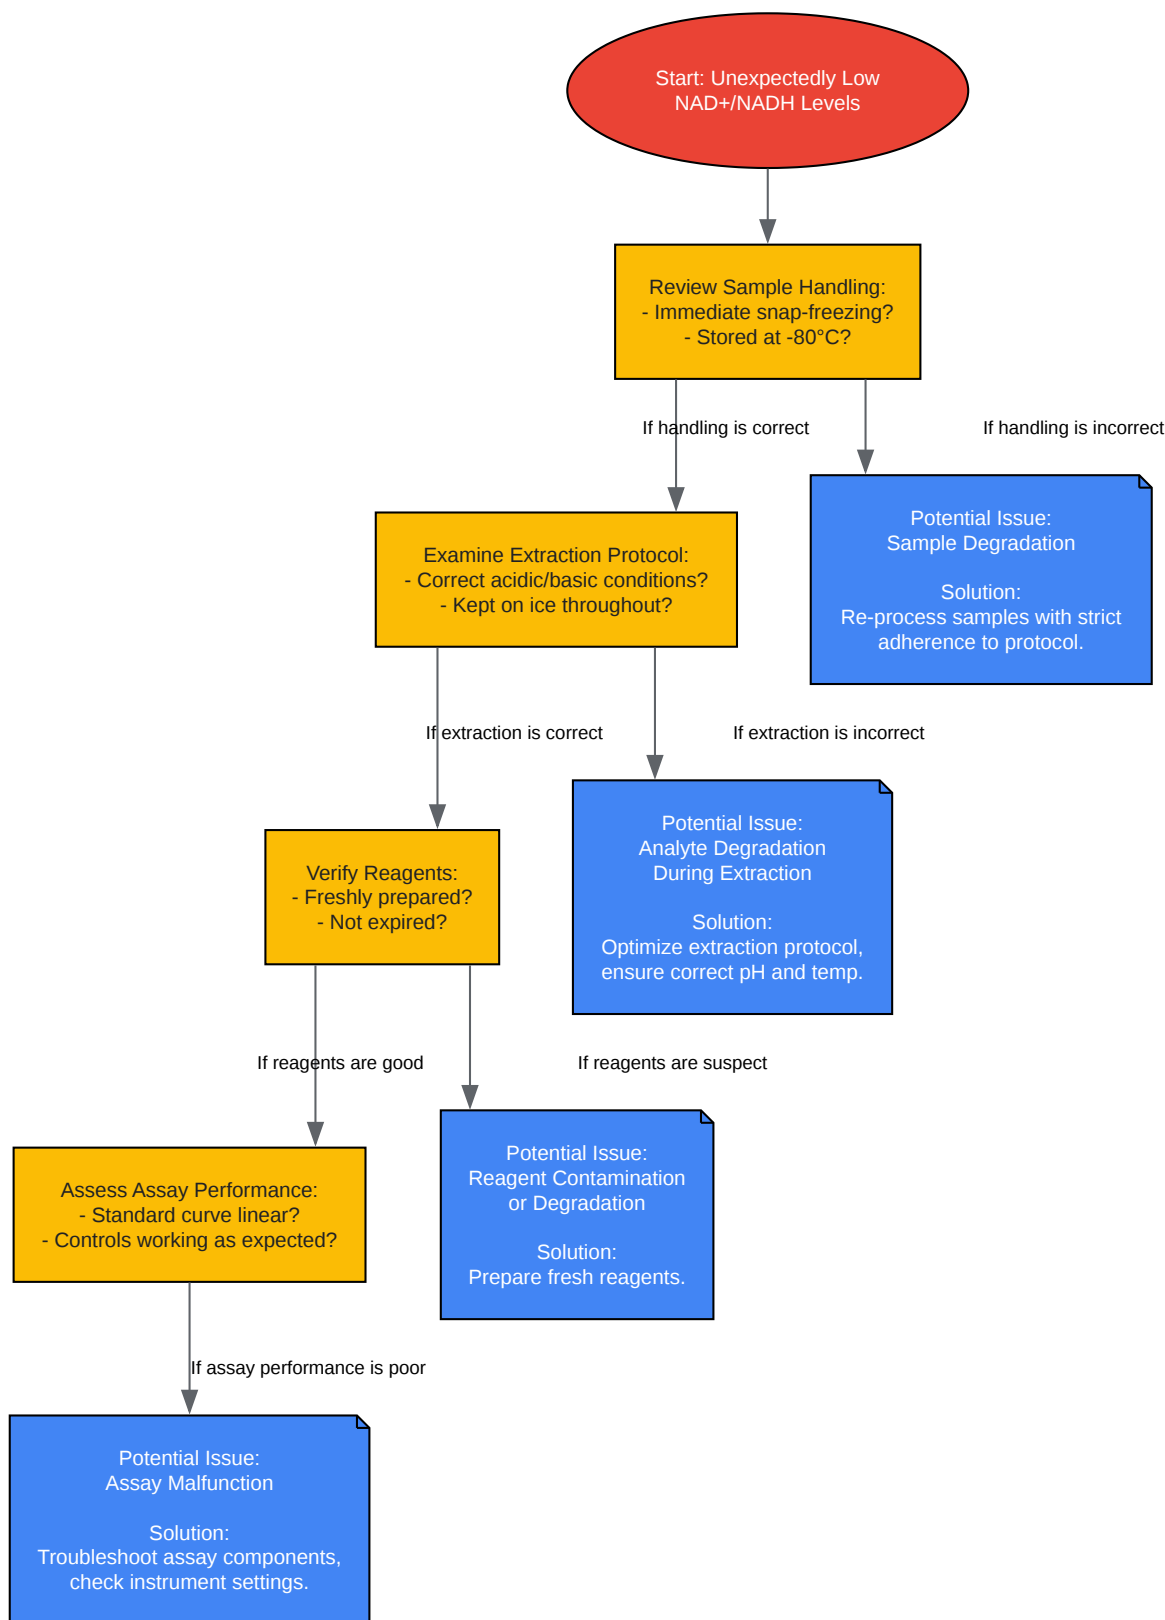 Start: Unexpectedly Low
NAD+/NADH Levels
Review Sample Handling:
- Immediate snap-freezing?
- Stored at -80°C?
If handling is correct
If handling is incorrect
Potential Issue:
Sample Degradation
Solution:
Re-process samples with strict
adherence to protocol.
Examine Extraction Protocol:
- Correct acidic/basic conditions?
- Kept on ice throughout?
If extraction is correct
If extraction is incorrect
Potential Issue:
Analyte Degradation
During Extraction
Solution:
Optimize extraction protocol,
ensure correct pH and temp.
Verify Reagents:
- Freshly prepared?
- Not expired?
If reagents are good
If reagents are suspect
Potential Issue:
Reagent Contamination
or Degradation
Solution:
Prepare fresh reagents.
Assess Assay Performance:
- Standard curve linear?
- Controls working as expected?
If assay performance is poor
Potential Issue:
Assay Malfunction
Solution:
Troubleshoot assay components,
check instrument settings.